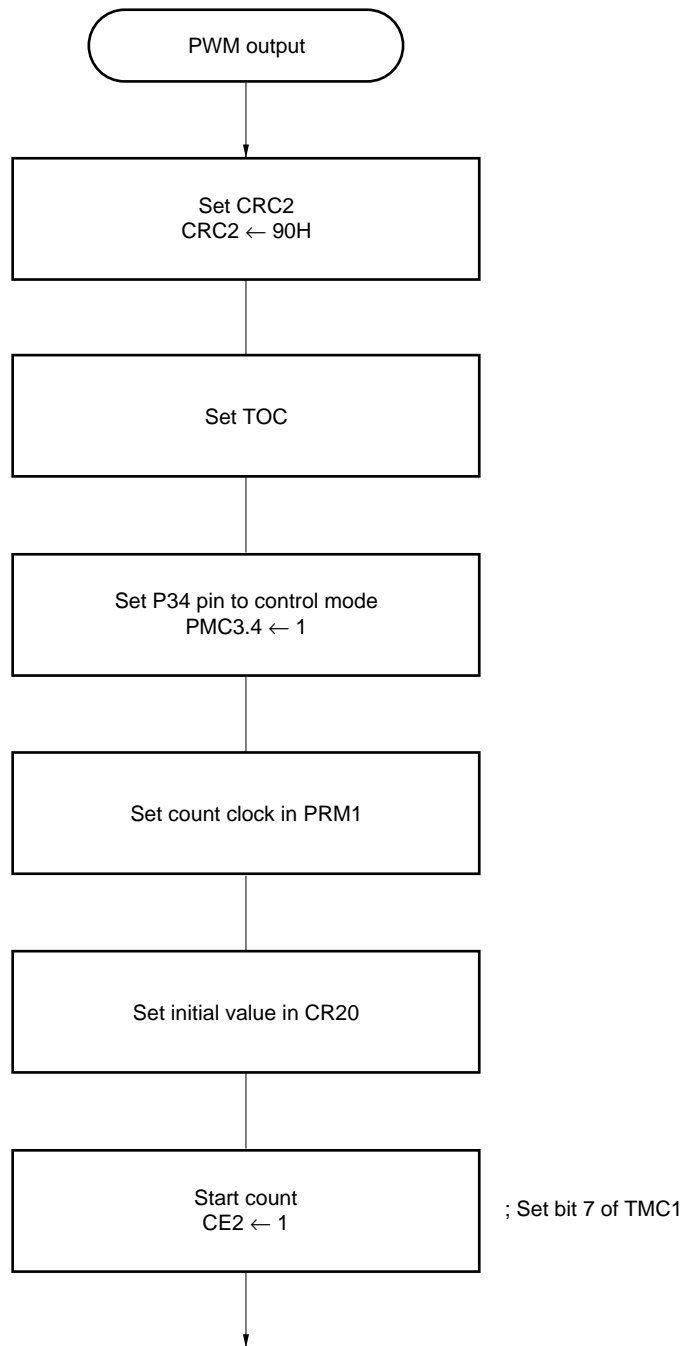 PWM output
Set CRC2
CRC2 ← 90H
Set TOC
Set P34 pin to control mode
PMC3.4 ← 1
Set count clock in PRM1
Set initial value in CR20
Start count
CE2 ← 1
; Set bit 7 of TMC1